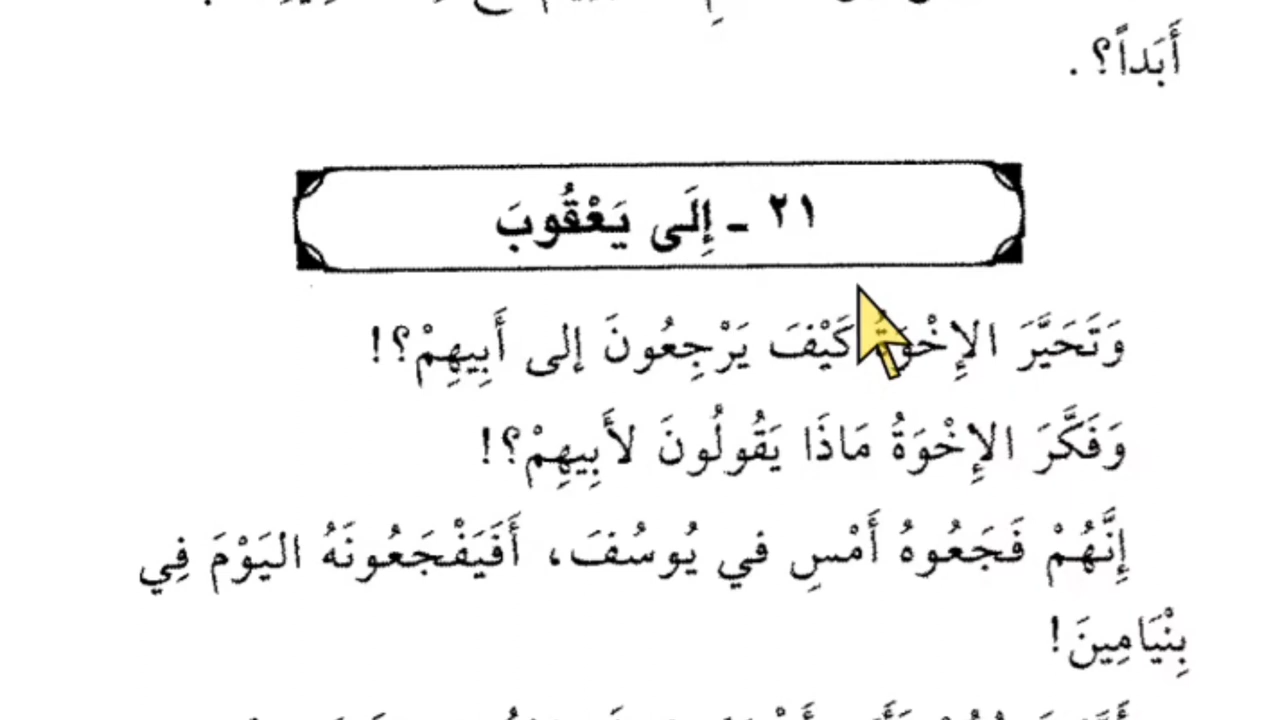 أَبَداً؟ .
٢١ ـ إِلَى يَعْقُوبَ
وَتَحَيَّرَ الإِخْوَةُ كَيْفَ يَرْجِعُونَ إلى أَبِيهِمْ؟!
وَفَكَّرَ الإِخْوَةُ مَاذَا يَقُولُونَ لأَبِيهِمْ؟!
إِنَّهُمْ فَجَعُوهُ أَمْسِ في يُوسُفَ، أَفَيَفْجَعُونَهُ اليَوْمَ فِي
بِنْيَامِينَ!